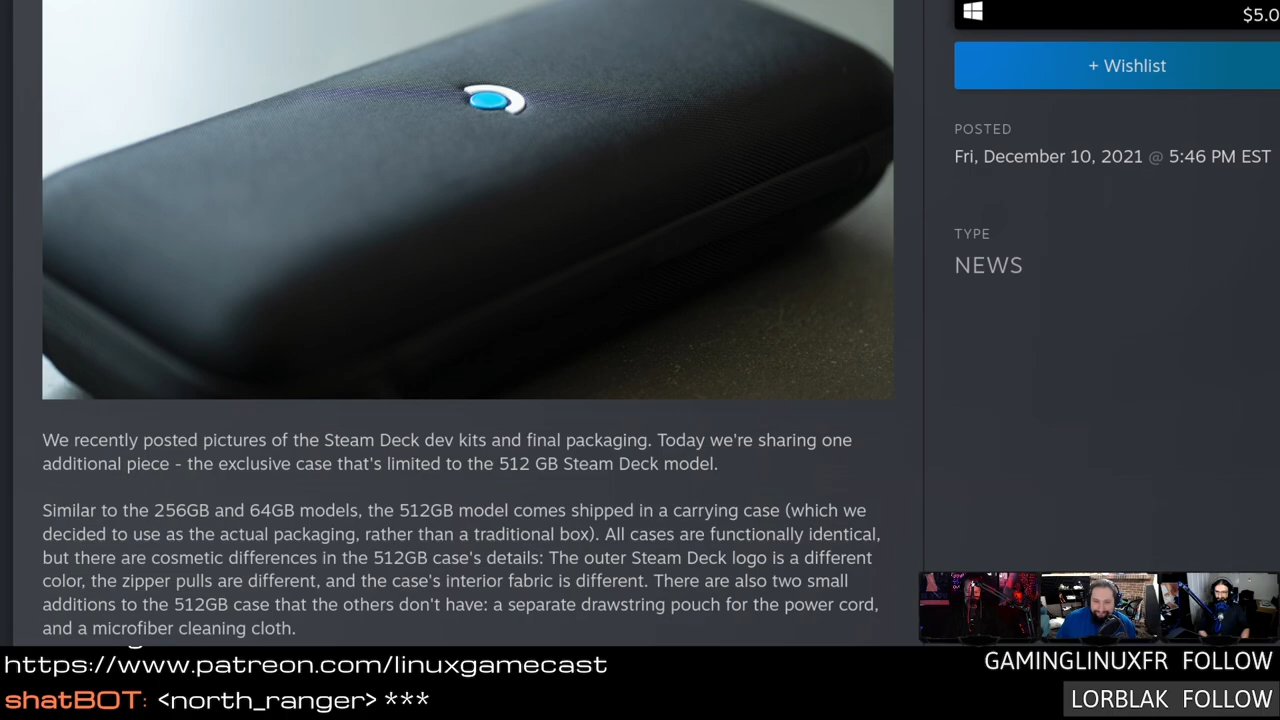 $5.0
+ Wishlist
POSTED
Fri, December 10, 2021 @ 5:46 PM EST
TYPE
NEWS
We recently posted pictures of the Steam Deck dev kits and final packaging. Today we're sharing one
additional piece - the exclusive case that's limited to the 512 GB Steam Deck model.
Similar to the 256GB and 64GB models, the 512GB model comes shipped in a carrying case (which we
decided to use as the actual packaging, rather than a traditional box). All cases are functionally identical,
but there are cosmetic differences in the 512GB case's details: The outer Steam Deck logo is a different
color, the zipper pulls are different, and the case's interior fabric is different. There are also two small
additions to the 512GB case that the others don't have: a separate drawstring pouch for the power cord,
and a microfiber cleaning cloth.
https://www.patreon.com/linuxgamecast
shatBOT: <north_ranger> ***
GAMINGLINUXFR FOLLOW
LORBLAK FOLLOW